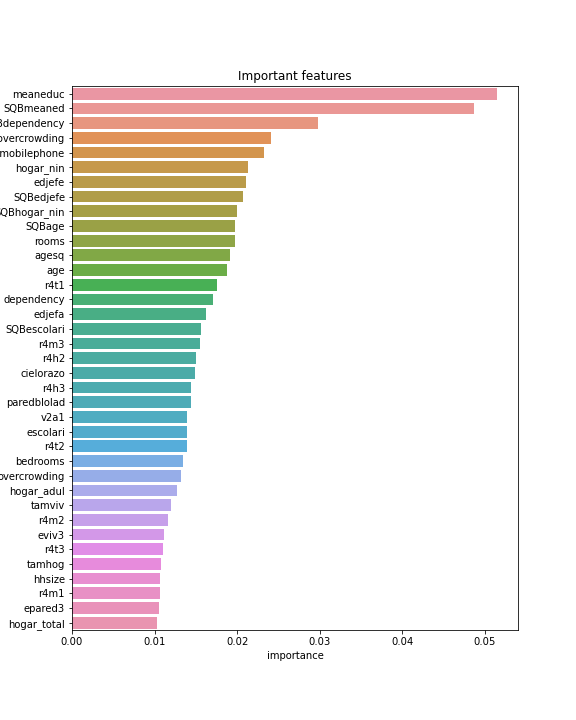 Important features
meaneduc
SQBmeaned
dependency
overcrowding
mobilephone
hogar_nin
edjefe
SQBedjefe
SQBhogar_nin
SQBage
rooms
agesq
age
r4t1
dependency
edjefa
SQBescolari
r4m3
r4h2
cielorazo
r4h3
paredblolad
v2a1
escolari
r4t2
bedrooms
overcrowding
hogar_adul
tamviv
r4m2
eviv3
r4t3
tamhog
hhsize
r4m1
epared3
hogar_total
0.00 0.01 0.02 0.03 0.04 0.05
importance